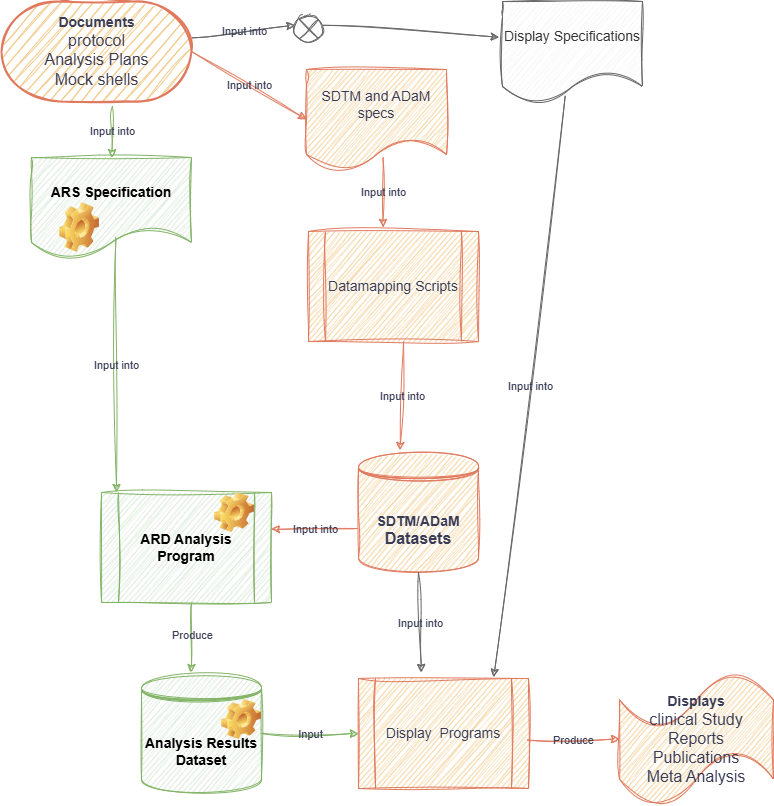 Documents
protocol
Analysis Plans
Mock shells
Input into
Display Specifications
Input into
SDTM and ADaM
specs
Input into
ARS Specification
Input into
Datamapping Scripts
Input into
Input into
Input into
SDTM/ADaM
Datasets
ARD Analysis
Program
Input into
Input into
Produce
Analysis Results
Dataset
Input
Display  Programs
Produce
Displays
clinical Study
Reports
Publications
Meta Analysis